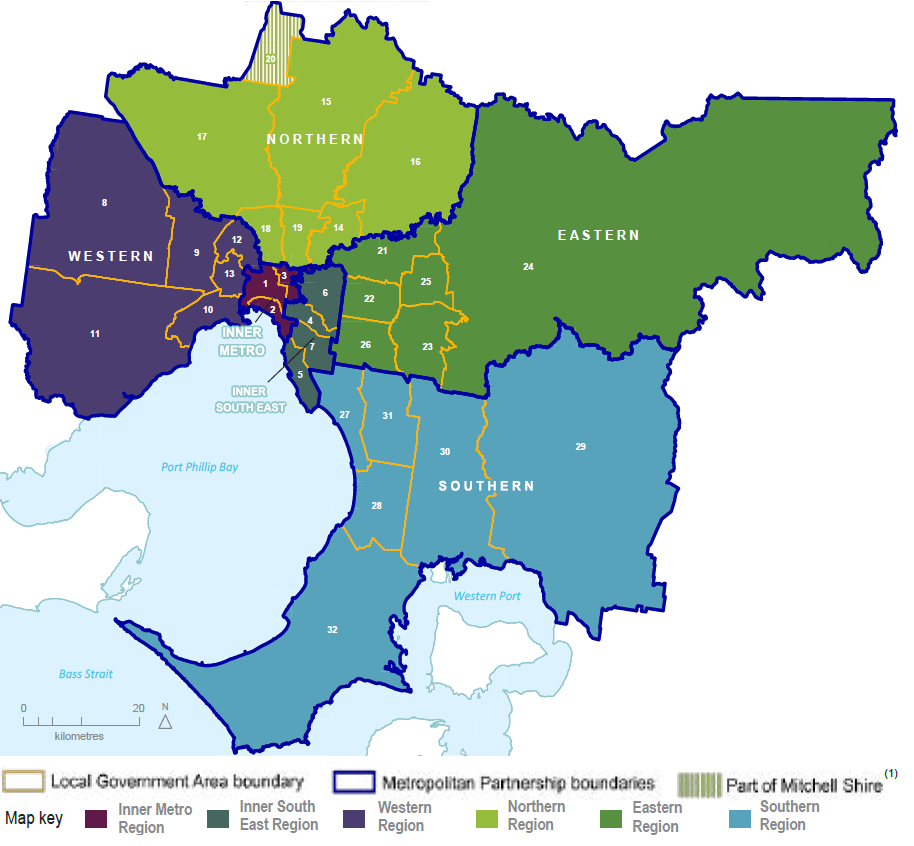 20
15
17
NORTHERN
16
8
18
19
14
12
EASTERN
9
21
WESTERN
24
13
1
3
25
6
22
10
2
4
11
INNER
METRO
7
26
23
5
INNER
SOUTH EAST
27
31
29
30
Port Phillip Bay
SOUTHERN
28
Western Port
32
Bass Strait
0
20
N
kilometres
Local Government Area boundary
Metropolitan Partnership boundaries
Part of Mitchell Shire (1)
Map key
Inner Metro
Region
Inner South
East Region
Western
Region
Northern
Region
Eastern
Region
Southern
Region